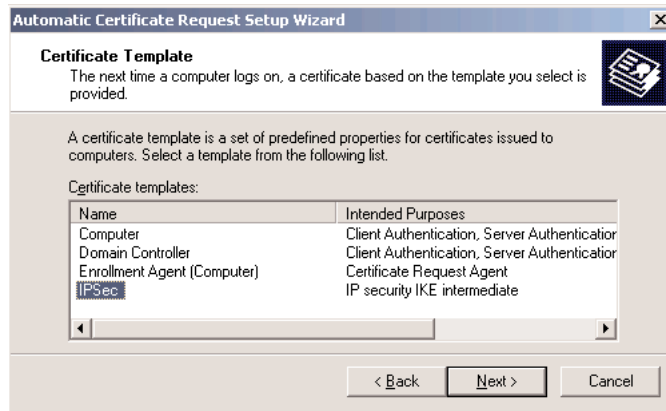 Automatic Certificate Request Setup Wizard
Certificate Template
The next time a computer logs on, a certificate based on the template you select is
provided.
A certificate template is a set of predefined properties for certificates issued to
computers. Select a template from the following list.
Certificate templates:
Name Intended Purposes
Computer Client Authentication, Server Authentication
Domain Controller Client Authentication, Server Authentication
Enrollment Agent (Computer) Certificate Request Agent
IPSec IP security IKE intermediate
< Back Next > Cancel